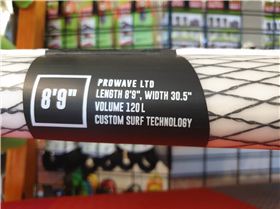 8'9"
PROWAVE LTD
LENGTH 8'9", WIDTH 30.5"
VOLUME 120 L
CUSTOM SURF TECHNOLOGY